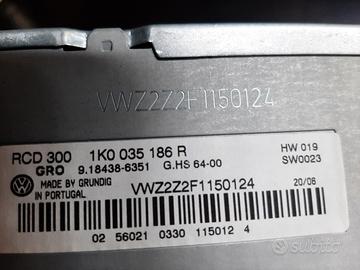 VWZ2Z2F1150124
RCD 300 1K0 035 186 R
GRO 9.18438-6351 G.HS 64-00
HW 019
SW0023
MADE BY GRUNDIG
IN PORTUGAL
VWZ2Z2F1150124
20/06
02 56021 0330 115012 4
subito